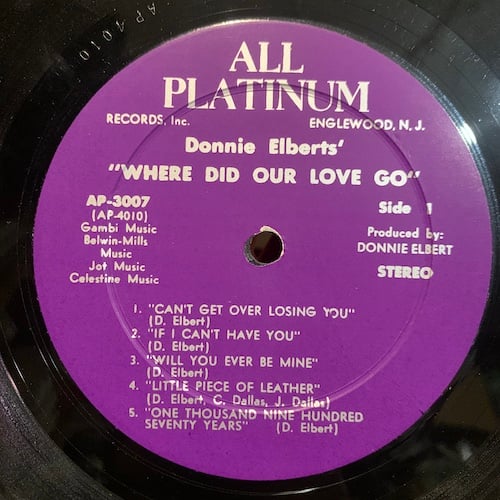 AP 4010
ALL
PLATINUM
RECORDS, Inc. ENGLEWOOD, N. J.
Donnie Elberts'
"WHERE DID OUR LOVE GO"
AP-3007
(AP-4010)
Gambi Music
Belwin-Mills
Music
Jot Music
Celestine Music
Side 1
Produced by:
DONNIE ELBERT
STEREO
1. "CAN'T GET OVER LOSING YOU"
(D. Elbert)
2. "IF I CAN'T HAVE YOU"
(D. Elbert)
3. "WILL YOU EVER BE MINE"
(D. Elbert)
4. "LITTLE PIECE OF LEATHER"
(D. Elbert, C. Dallas, J. Dallas)
5. "ONE THOUSAND NINE HUNDRED
SEVENTY YEARS" (D. Elbert)